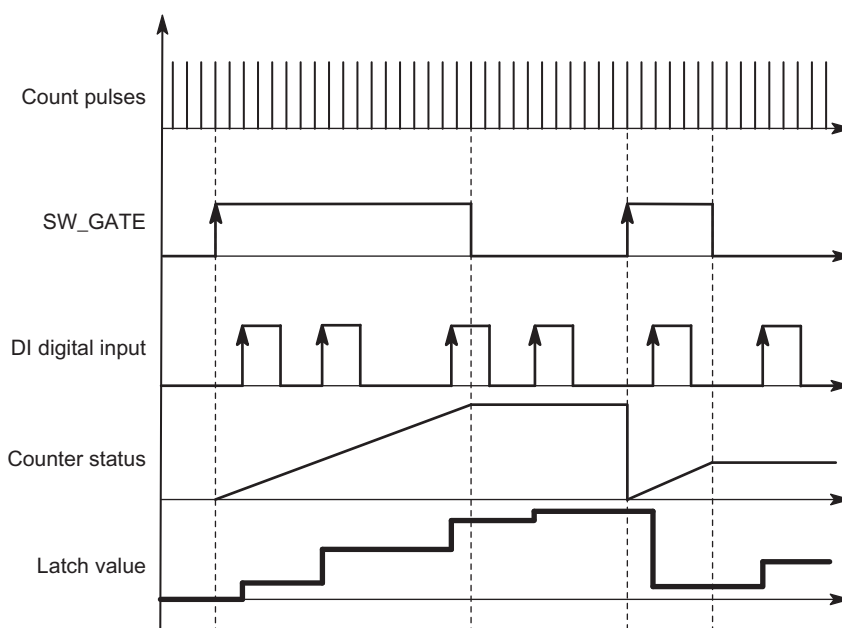 Count pulses
SW_GATE
DI digital input
Counter status
Latch value